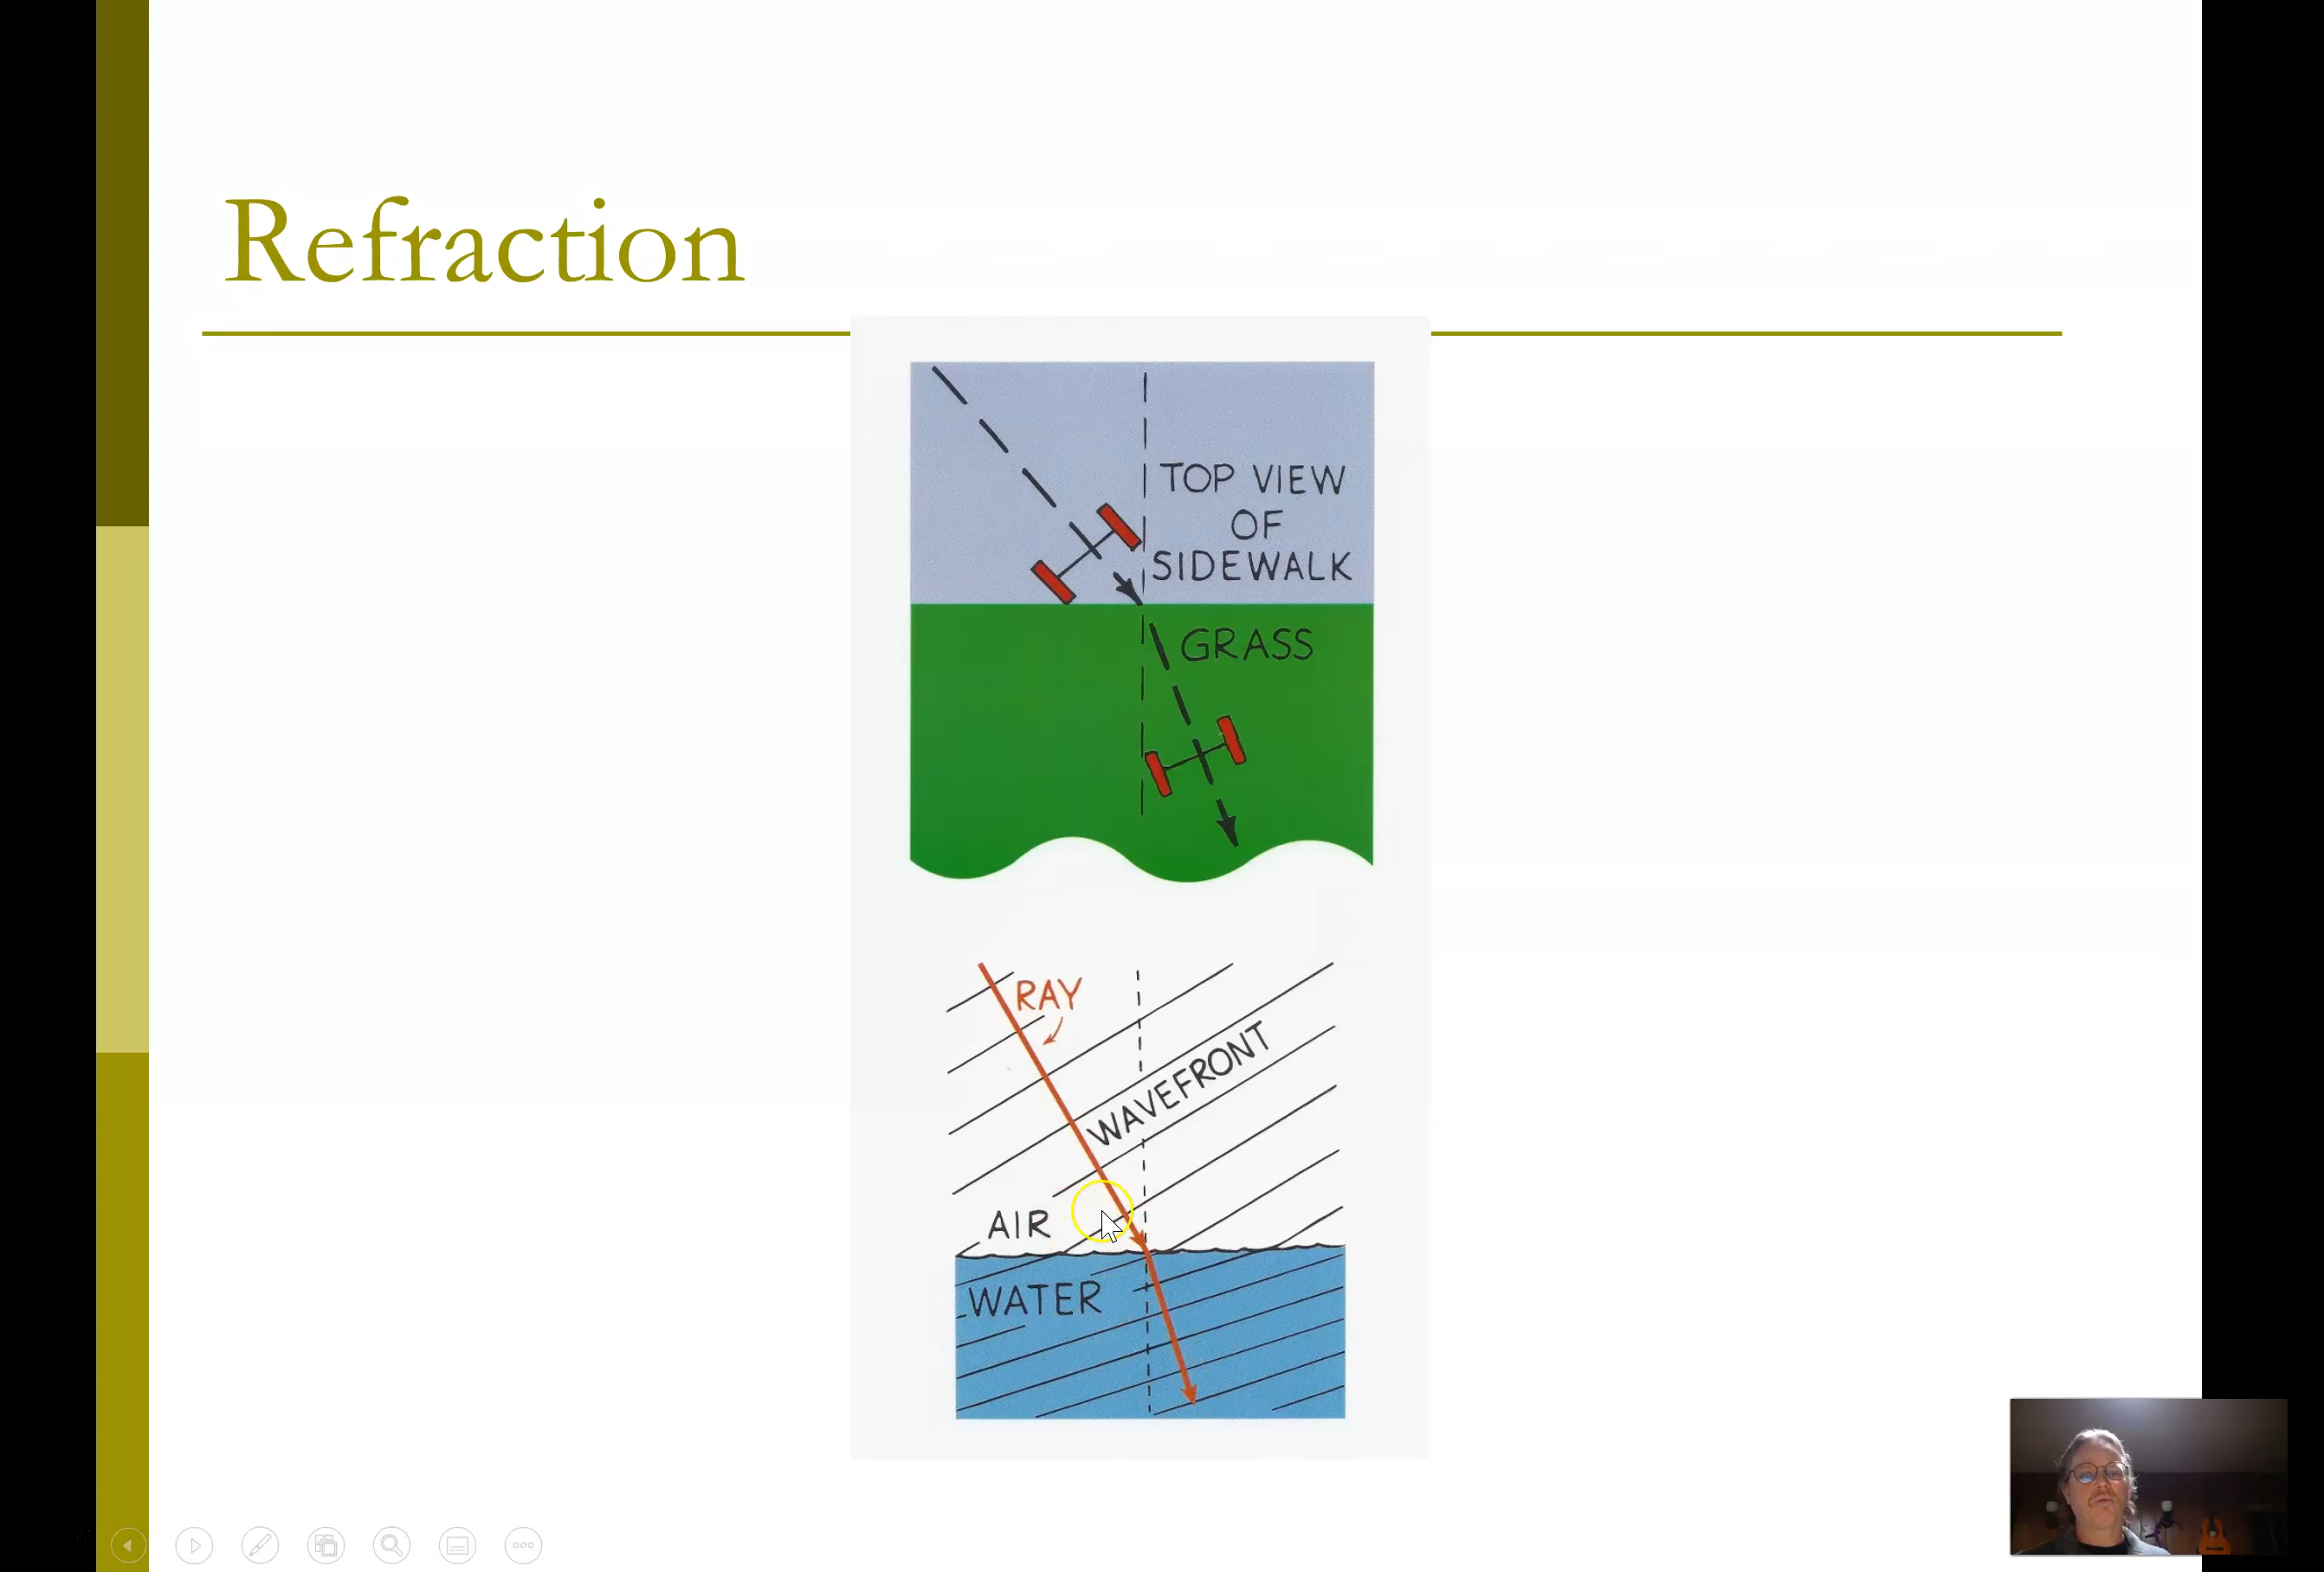 Refraction
TOP VIEW
OF
SIDEWALK
GRASS
RAY
WAVEFRONT
AIR
WATER